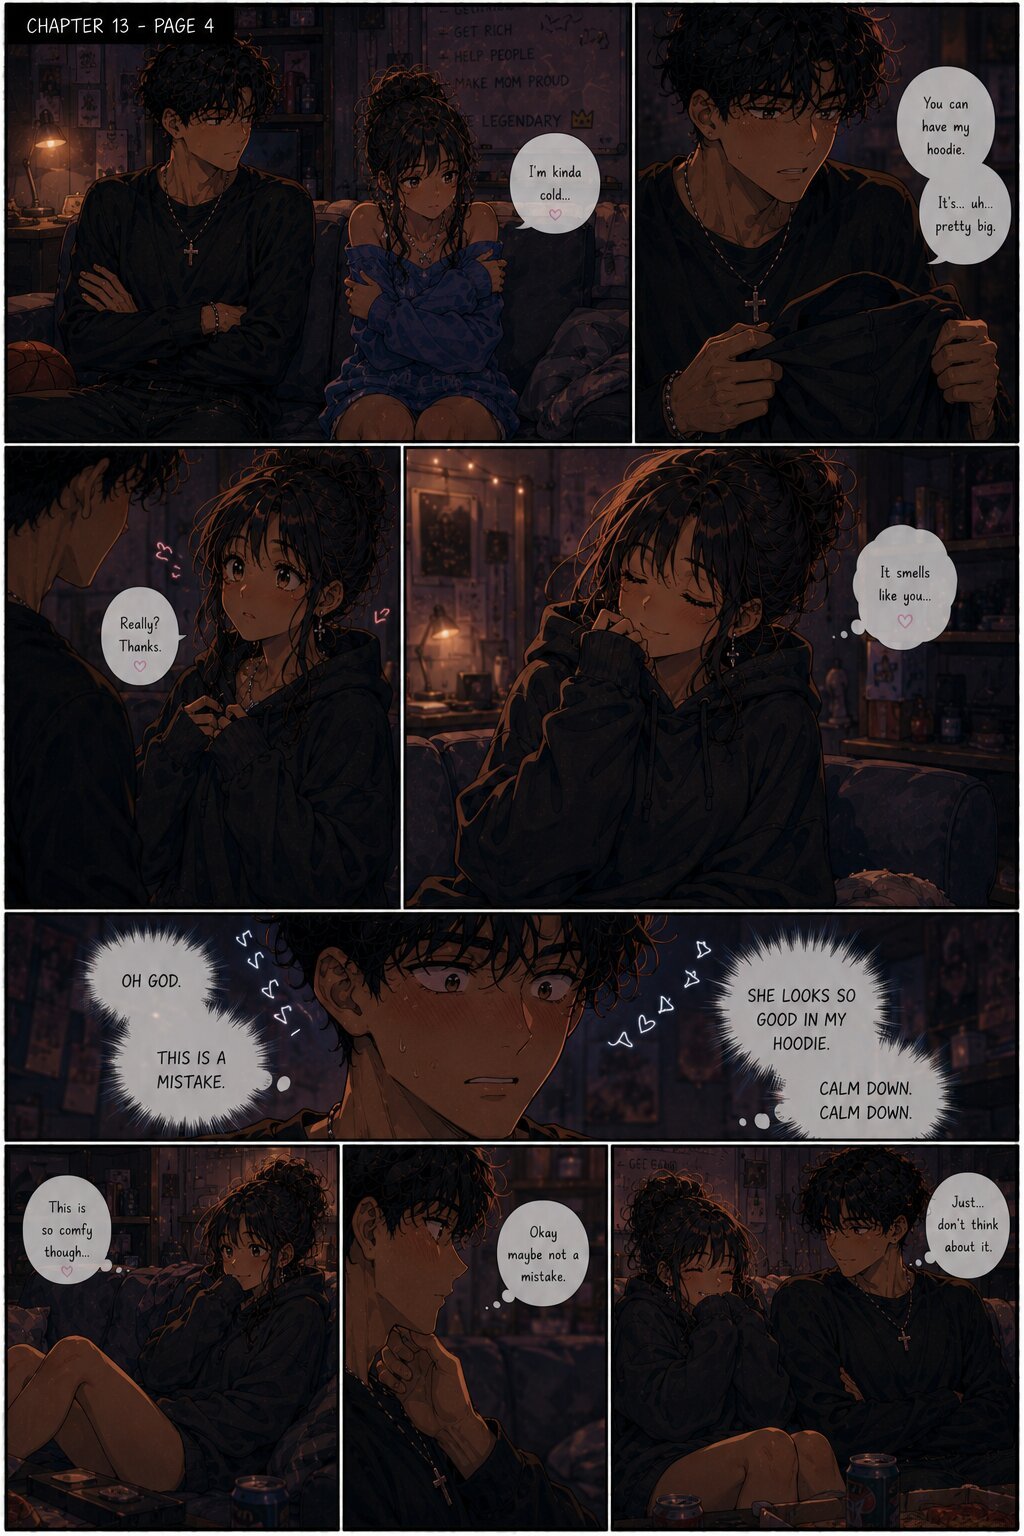 CHAPTER 13 - PAGE 4
- GET RICH
- HELP PEOPLE
- MAKE MOM PROUD
LEGENDARY
I'm kinda
cold...
You can
have my
hoodie.
It's... uh...
pretty big.
Really?
Thanks.
It smells
like you...
OH GOD.
THIS IS A
MISTAKE.
SHE LOOKS SO
GOOD IN MY
HOODIE.
CALM DOWN.
CALM DOWN.
This is
so comfy
though...
Okay
maybe not a
mistake.
Just...
don't think
about it.